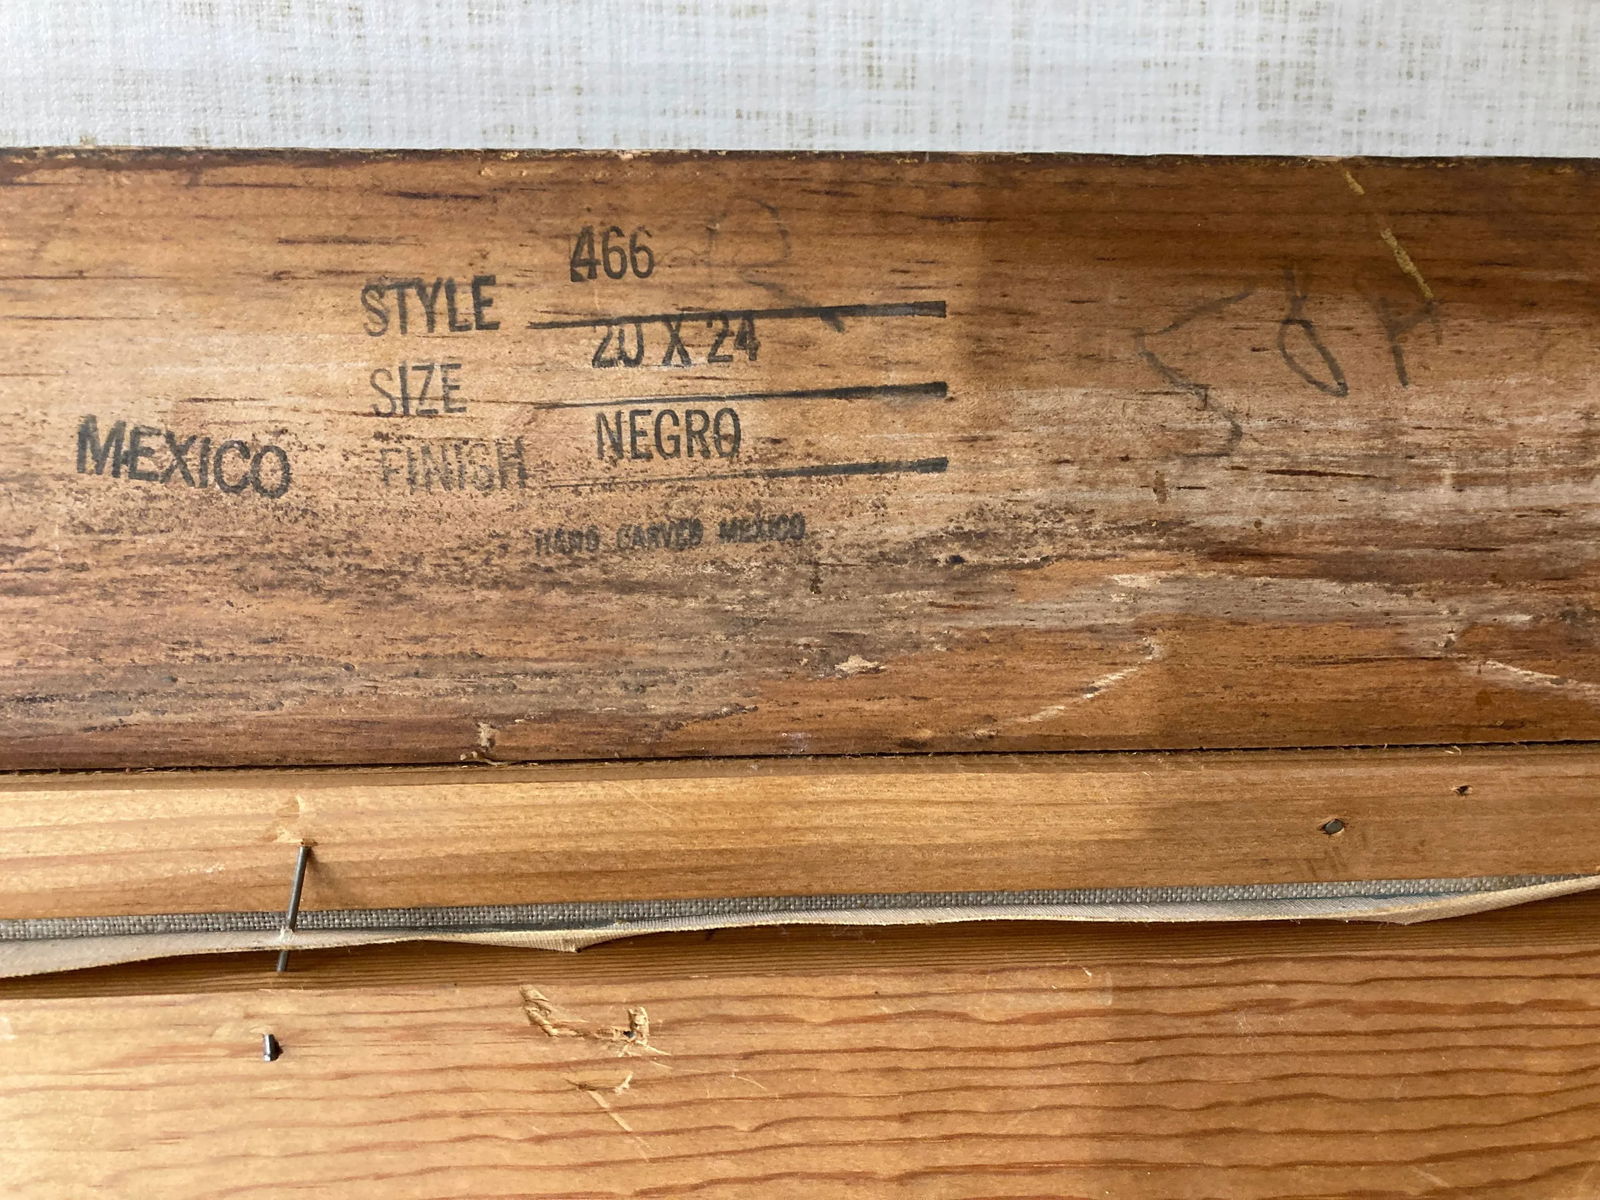 466
STYLE
20 X 24
SIZE
NEGRO
MEXICO FINISH
HAND CARVED MEXICO